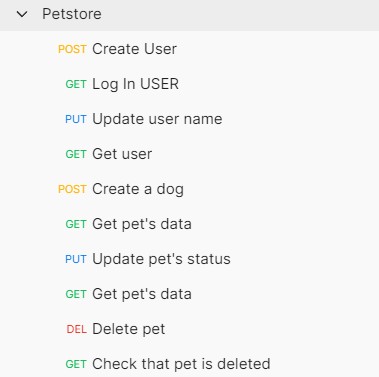 Petstore
POST Create User
GET Log In USER
PUT Update user name
GET Get user
POST Create a dog
GET Get pet's data
PUT Update pet's status
GET Get pet's data
DEL Delete pet
GET Check that pet is deleted